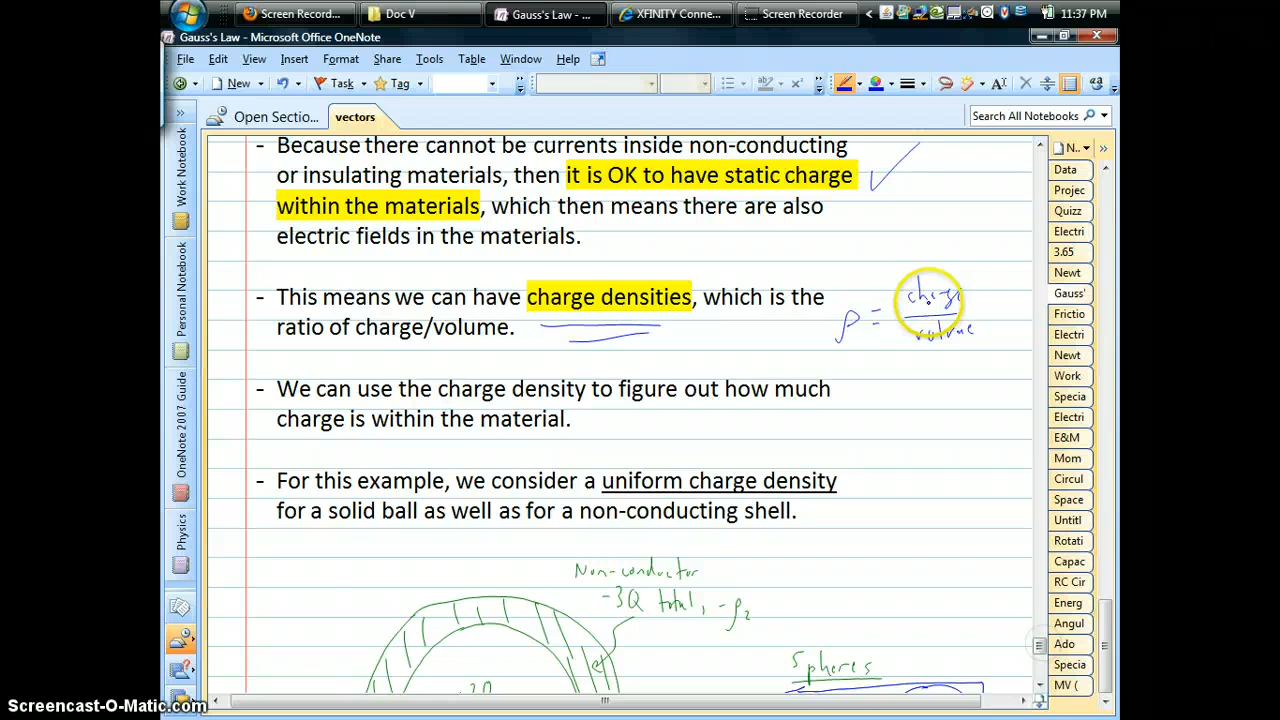 Screen Record...
Doc V
Gauss's Law - ...
XFINITY Conne...
Screen Recorder
11:37 PM
Gauss's Law - Microsoft Office OneNote
File Edit View Insert Format Share Tools Table Window Help
New Task Tag
Open Sectio...
vectors
Search All Notebooks
- Because there cannot be currents inside non-conducting
or insulating materials, then it is OK to have static charge
within the materials, which then means there are also
electric fields in the materials.
- This means we can have charge densities, which is the
ratio of charge/volume.
ρ = charge
volume
- We can use the charge density to figure out how much
charge is within the material.
- For this example, we consider a uniform charge density
for a solid ball as well as for a non-conducting shell.
Non-conductor
-3Q total, -ρ2
Spheres
Work Notebook
Personal Notebook
OneNote 2007 Guide
Physics
N...
Data
Projec
Quizz
Electri
3.65
Newt
Gauss'
Frictio
Electri
Newt
Work
Specia
Electri
E&M
Mom
Circul
Space
Untitl
Rotati
Capac
RC Cir
Energ
Angul
Ado
Specia
MV (
Screencast-O-Matic.com